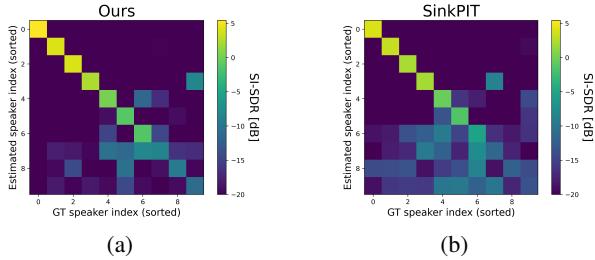 Ours
Estimated speaker index (sorted)
0
2
4
6
8
0 2 4 6 8
GT speaker index (sorted)
5
0
−5
−10
−15
−20
SI-SDR [dB]
(a)
SinkPIT
Estimated speaker index (sorted)
0
2
4
6
8
0 2 4 6 8
GT speaker index (sorted)
5
0
−5
−10
−15
−20
SI-SDR [dB]
(b)